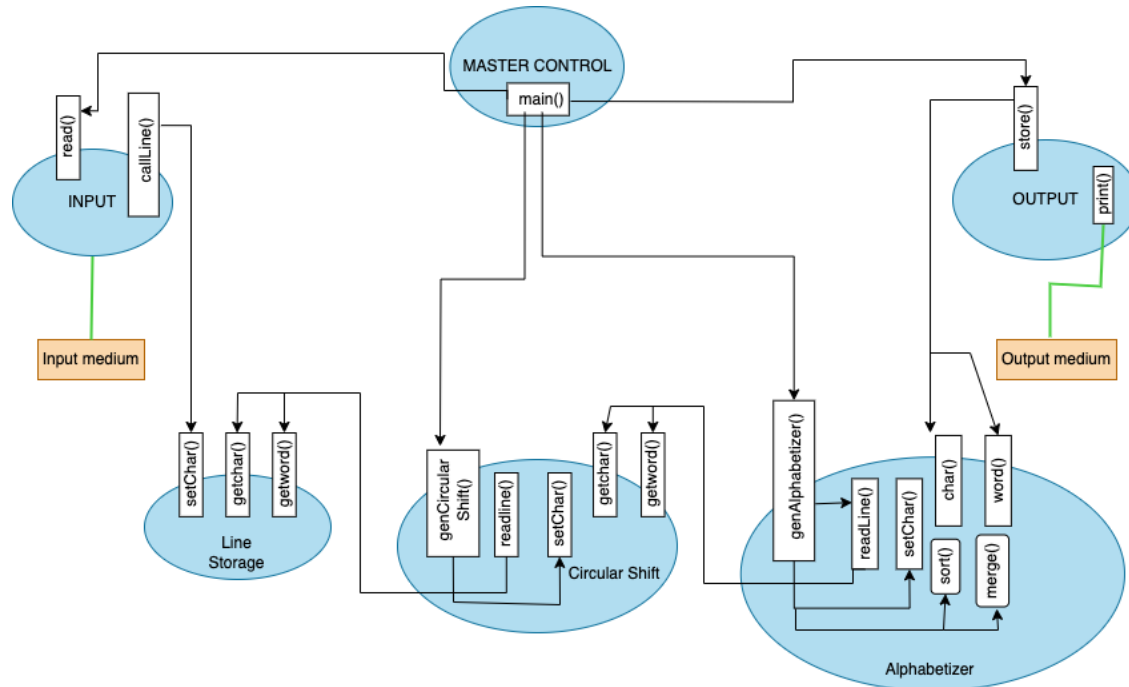 MASTER CONTROL
main()
read()
callLine()
INPUT
store()
OUTPUT
print()
Input medium
Output medium
setChar()
getchar()
getword()
Line
Storage
genCircular
Shift()
readline()
setChar()
getchar()
getword()
Circular Shift
genAlphabetizer()
readLine()
setChar()
char()
word()
sort()
merge()
Alphabetizer